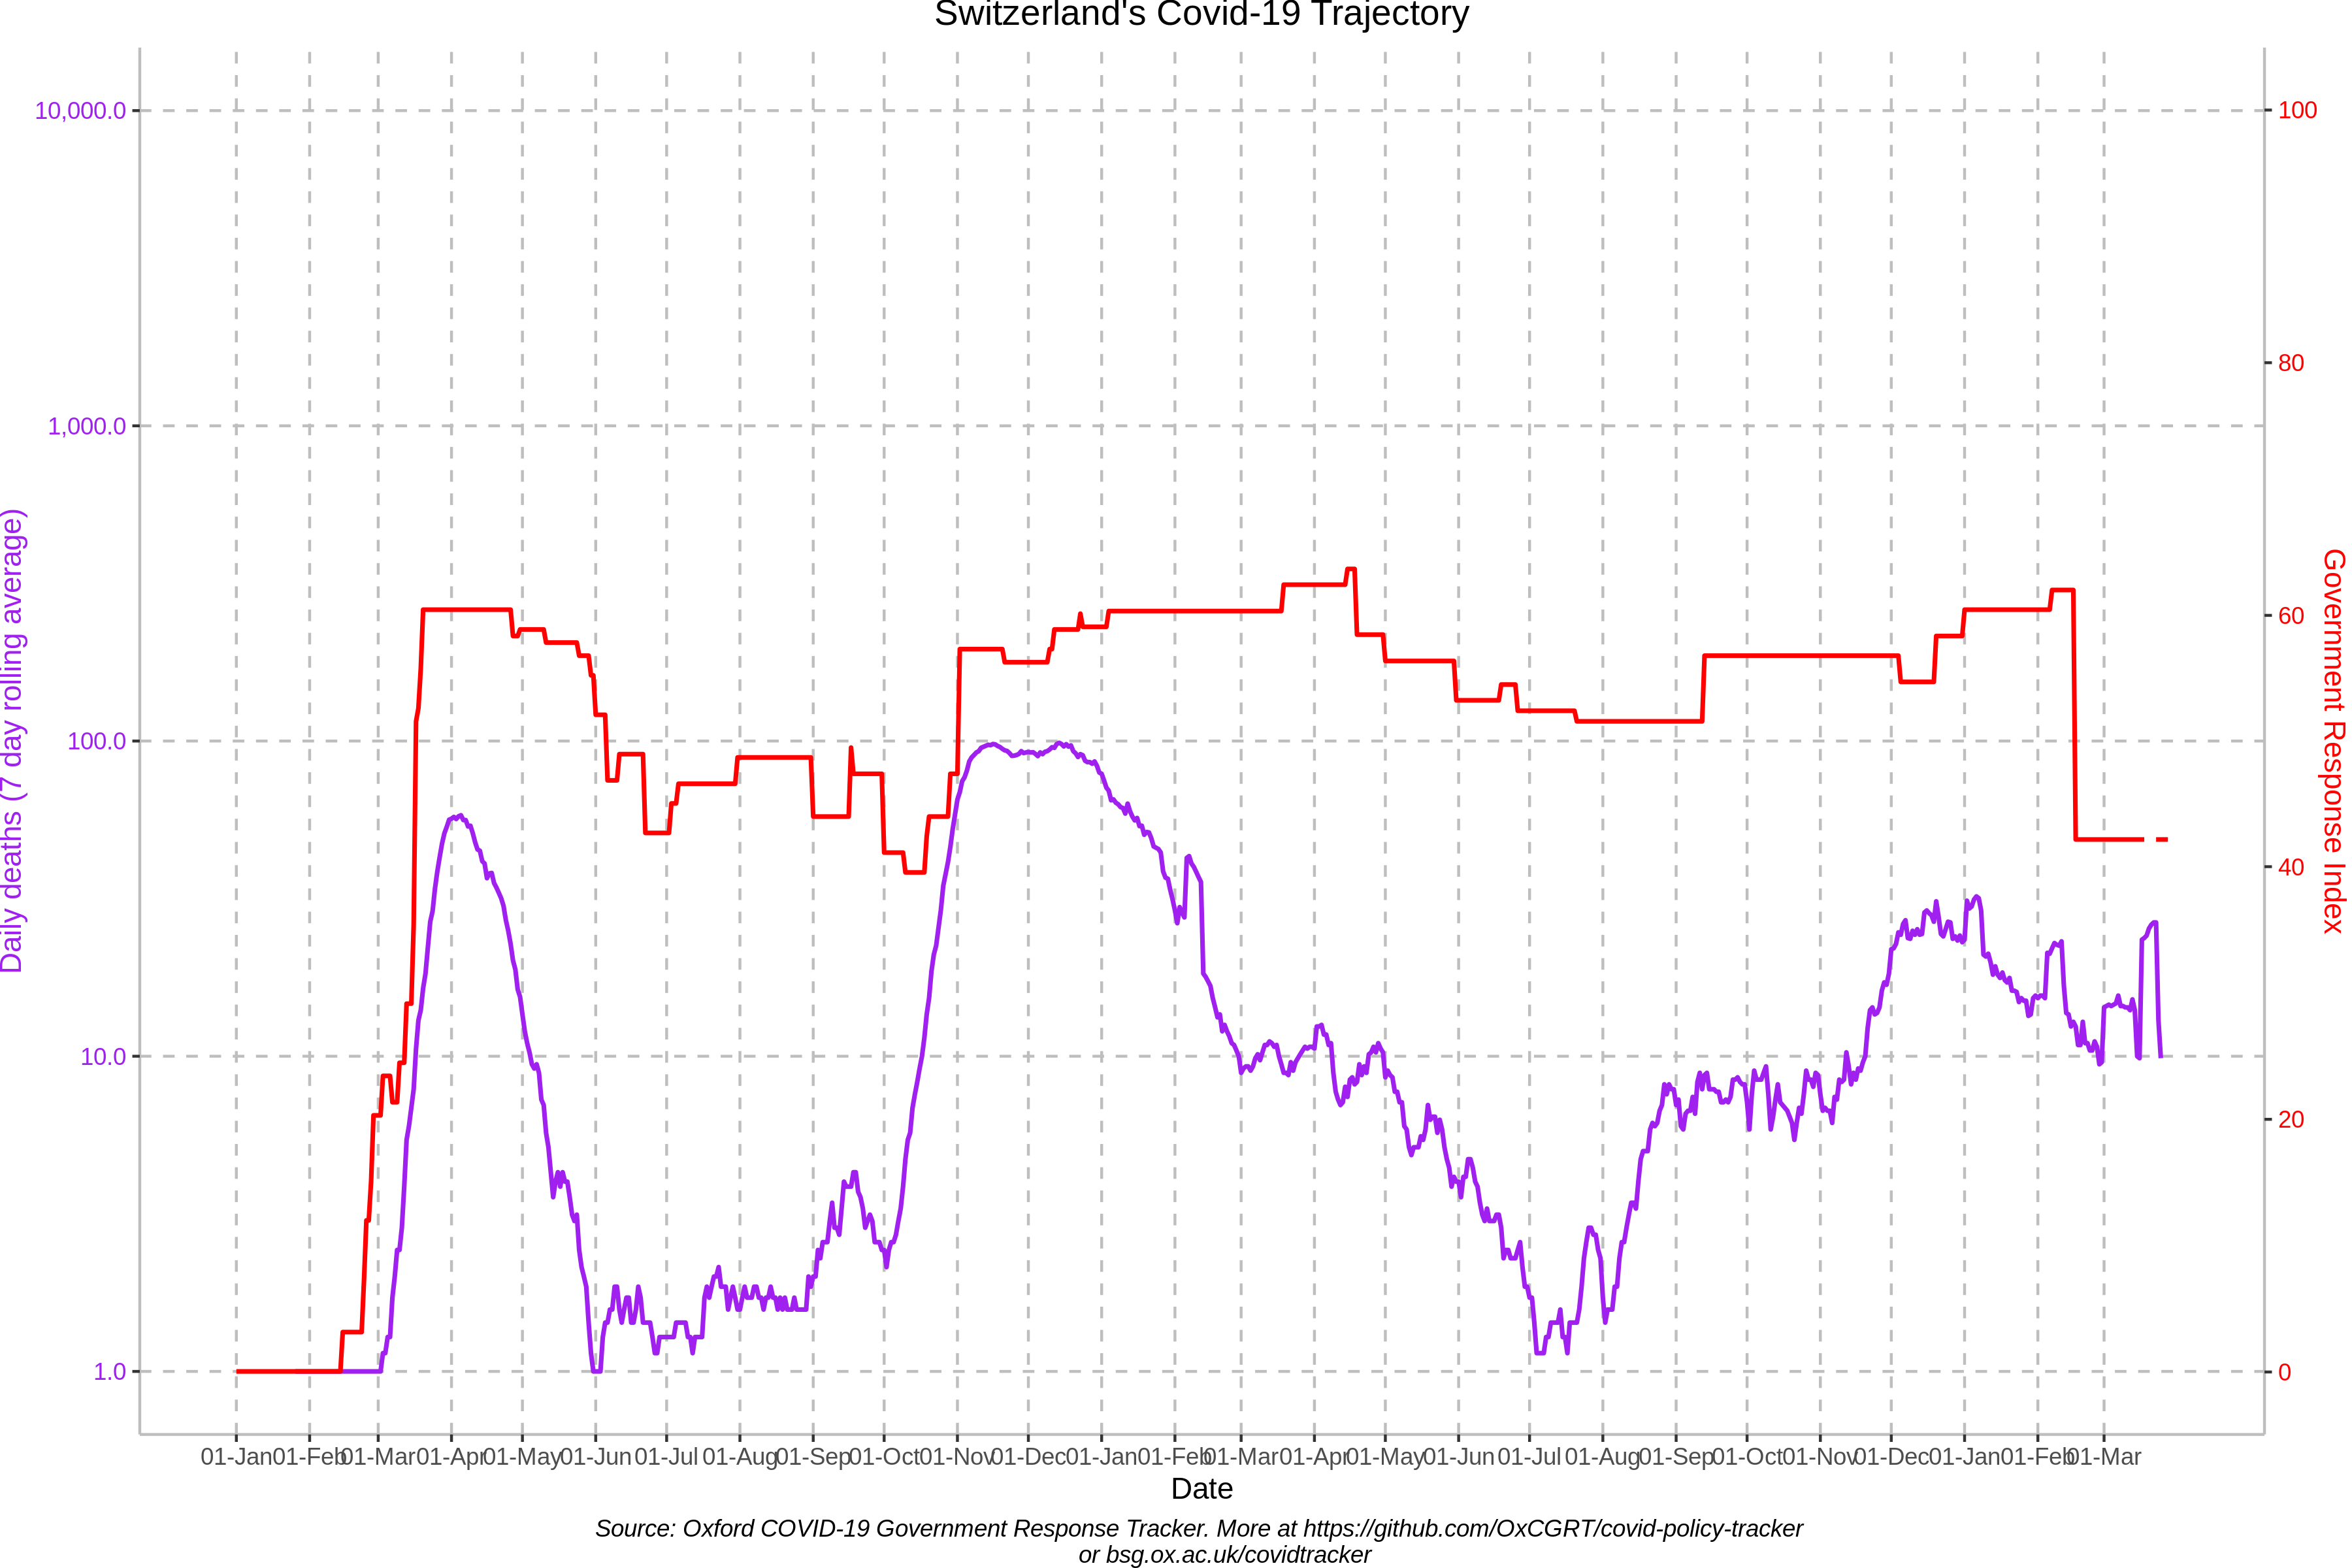 Switzerland's Covid-19 Trajectory
10,000.0
1,000.0
100.0
10.0
1.0
Daily deaths (7 day rolling average)
100
80
60
40
20
0
Government Response Index
01-Jan 01-Feb 01-Mar 01-Apr 01-May 01-Jun 01-Jul 01-Aug 01-Sep 01-Oct 01-Nov 01-Dec 01-Jan 01-Feb 01-Mar 01-Apr 01-May 01-Jun 01-Jul 01-Aug 01-Sep 01-Oct 01-Nov 01-Dec 01-Jan 01-Feb 01-Mar
Date
Source: Oxford COVID-19 Government Response Tracker. More at https://github.com/OxCGRT/covid-policy-tracker
or bsg.ox.ac.uk/covidtracker